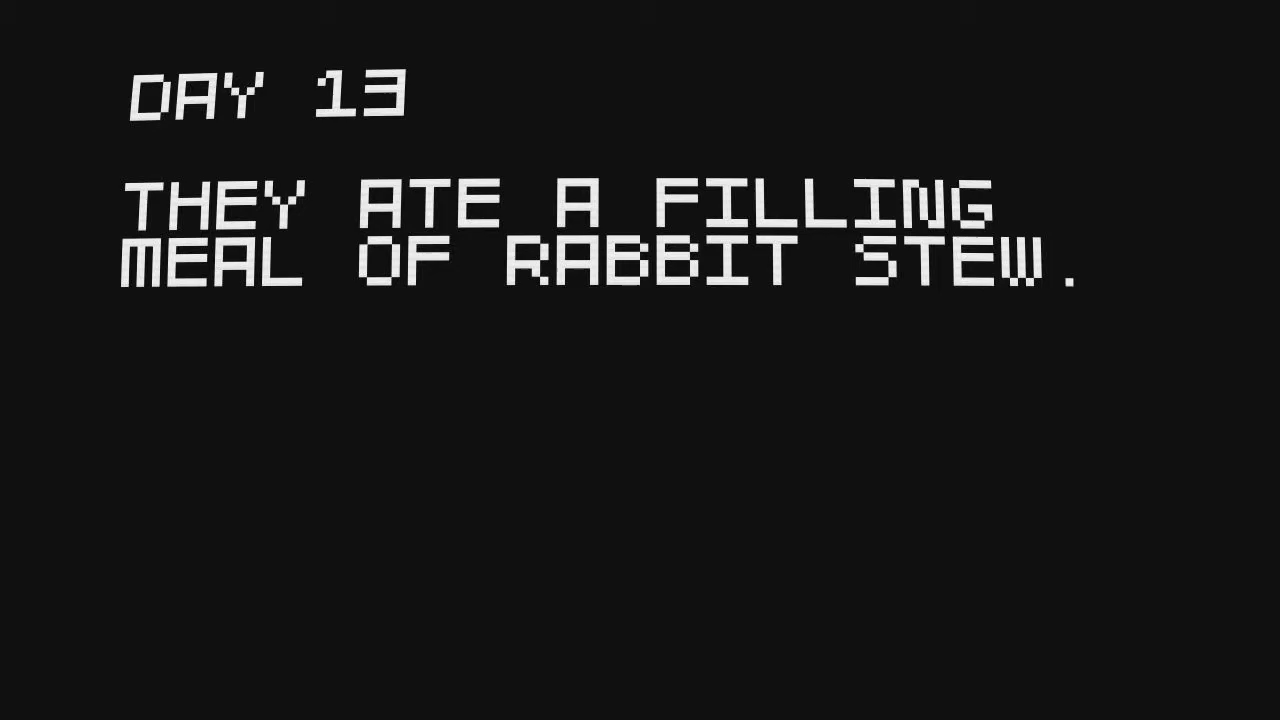 DAY 13
THEY ATE A FILLING
MEAL OF RABBIT STEW.